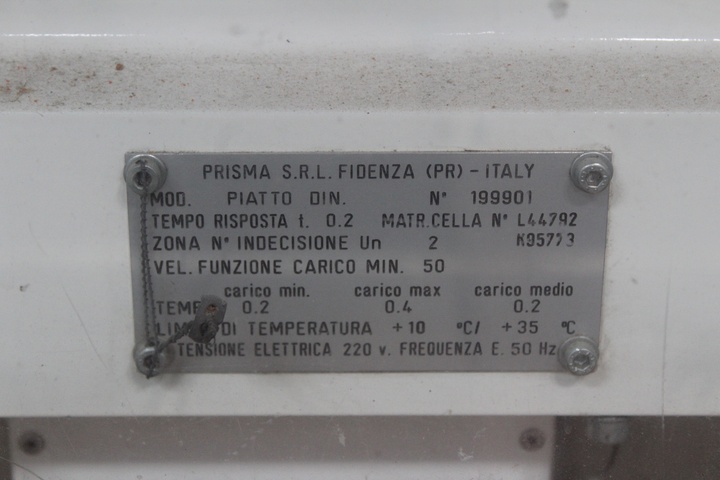 PRISMA S.R.L. FIDENZA (PR) - ITALY
MOD. PIATTO DIN. N° 199901
TEMPO RISPOSTA t. 0.2 MATR.CELLA N° L44792
ZONA N° INDECISIONE Un 2 K95773
VEL. FUNZIONE CARICO MIN. 50
carico min. carico max carico medio
TEMP 0.2 0.4 0.2
DI TEMPERATURA +10 °C/ +35 °C
TENSIONE ELETTRICA 220 v. FREQUENZA E. 50 Hz